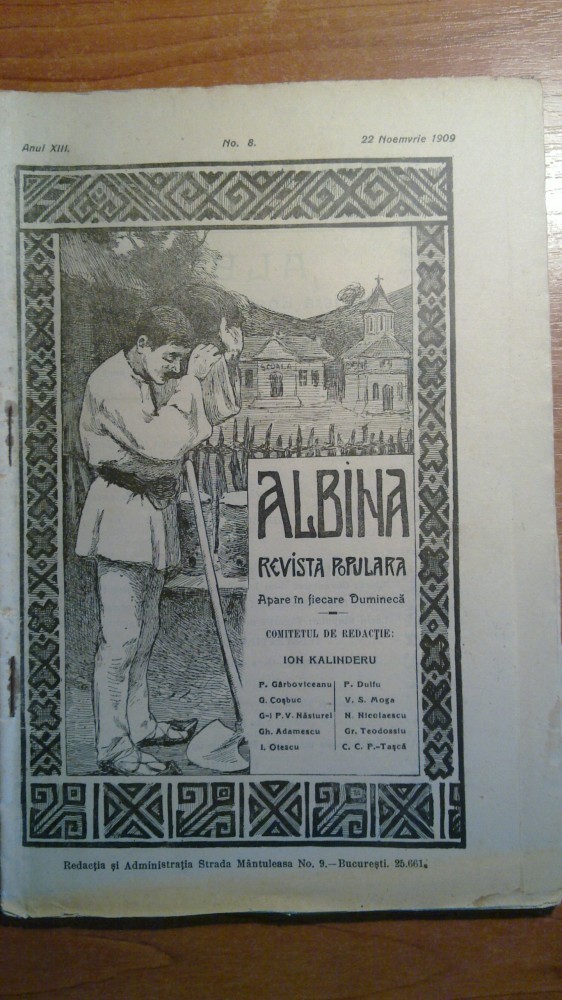 Anul XIII. No. 8. 22 Noemvrie 1909
ȘCOALA
ALBINA
REVISTA POPULARA
Apare în fiecare Duminecă
COMITETUL DE REDACȚIE:
ION KALINDERU
P. Gârboviceanu
G. Coșbuc
G-l P. V. Năsturel
Gh. Adamescu
I. Otescu
P. Dulfu
V. S. Moga
N. Nicolaescu
Gr. Teodossiu
C. C. P.-Tașcă
Redacția și Administrația Strada Mântuleasa No. 9.—București. 25,661.